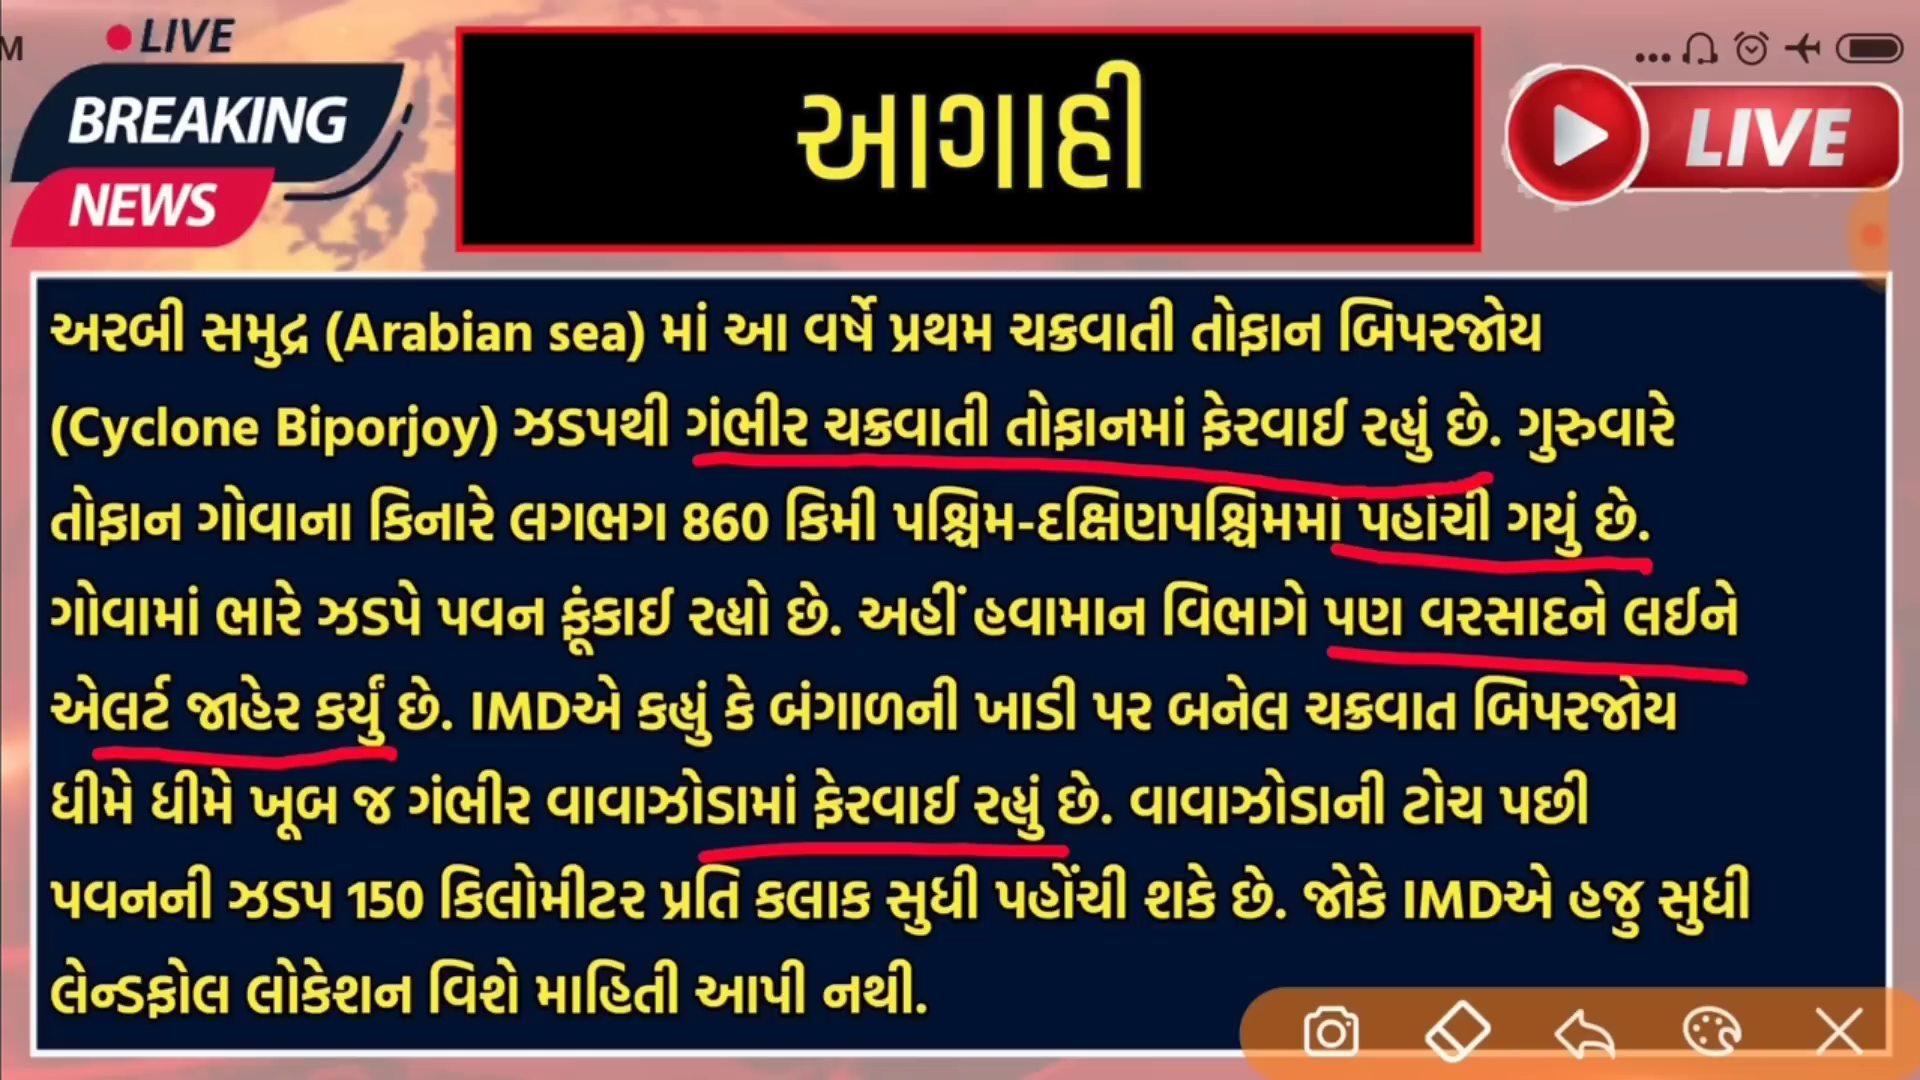 M
LIVE
BREAKING
NEWS
આગાહી
LIVE
અરબી સમુદ્ર (Arabian sea) માં આ વર્ષે પ્રથમ ચક્રવાતી તોફાન બિપરજોય
(Cyclone Biporjoy) ઝડપથી ગંભીર ચક્રવાતી તોફાનમાં ફેરવાઈ રહ્યું છે. ગુરુવારે
તોફાન ગોવાના કિનારે લગભગ 860 કિમી પશ્ચિમ-દક્ષિણપશ્ચિમમાં પહોંચી ગયું છે.
ગોવામાં ભારે ઝડપે પવન ફૂંકાઈ રહ્યો છે. અહીં હવામાન વિભાગે પણ વરસાદને લઈને
એલર્ટ જાહેર કર્યું છે. IMDએ કહ્યું કે બંગાળની ખાડી પર બનેલ ચક્રવાત બિપરજોય
ધીમે ધીમે ખૂબ જ ગંભીર વાવાઝોડામાં ફેરવાઈ રહ્યું છે. વાવાઝોડાની ટોચ પછી
પવનની ઝડપ 150 કિલોમીટર પ્રતિ કલાક સુધી પહોંચી શકે છે. જોકે IMDએ હજુ સુધી
લેન્ડફોલ લોકેશન વિશે માહિતી આપી નથી.